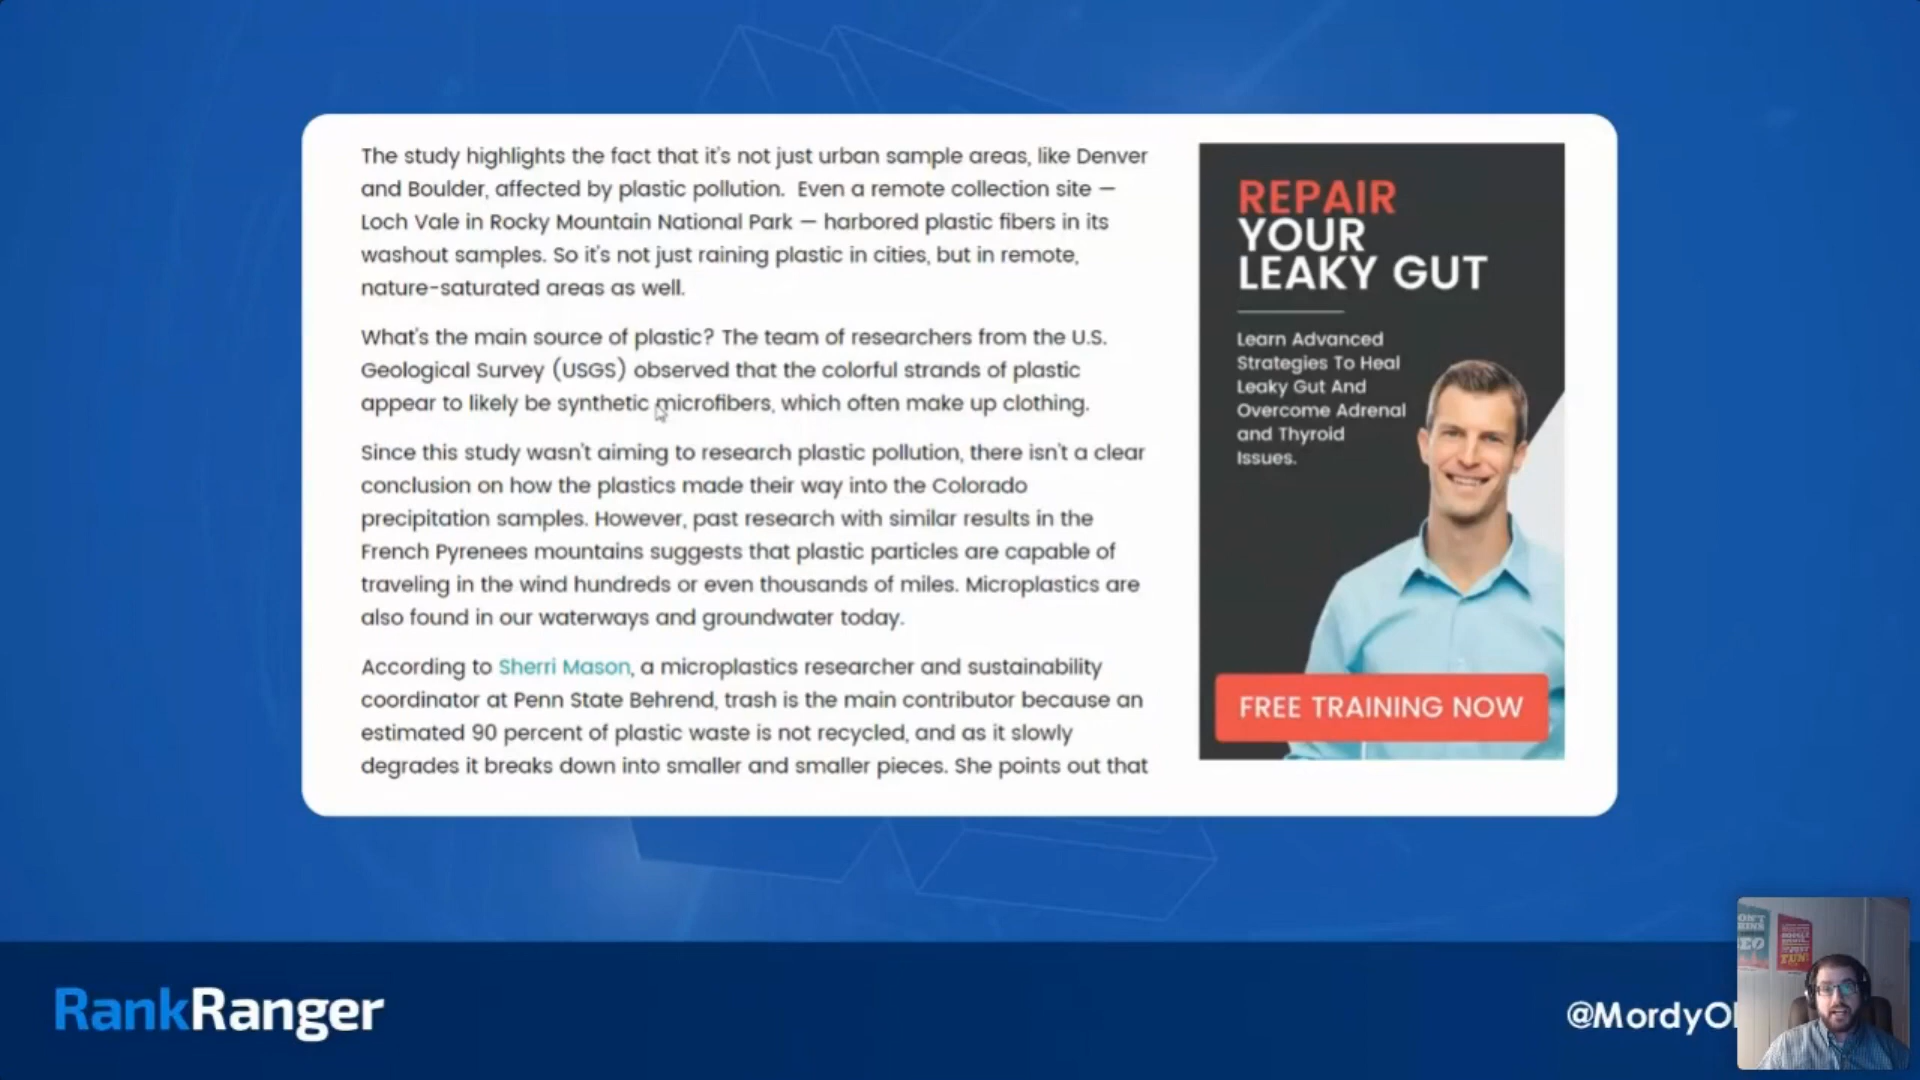 The study highlights the fact that it's not just urban sample areas, like Denver
and Boulder, affected by plastic pollution.  Even a remote collection site —
Loch Vale in Rocky Mountain National Park — harbored plastic fibers in its
washout samples. So it's not just raining plastic in cities, but in remote,
nature-saturated areas as well.
What's the main source of plastic? The team of researchers from the U.S.
Geological Survey (USGS) observed that the colorful strands of plastic
appear to likely be synthetic microfibers, which often make up clothing.
Since this study wasn't aiming to research plastic pollution, there isn't a clear
conclusion on how the plastics made their way into the Colorado
precipitation samples. However, past research with similar results in the
French Pyrenees mountains suggests that plastic particles are capable of
traveling in the wind hundreds or even thousands of miles. Microplastics are
also found in our waterways and groundwater today.
According to Sherri Mason, a microplastics researcher and sustainability
coordinator at Penn State Behrend, trash is the main contributor because an
estimated 90 percent of plastic waste is not recycled, and as it slowly
degrades it breaks down into smaller and smaller pieces. She points out that
REPAIR
YOUR
LEAKY GUT
Learn Advanced
Strategies To Heal
Leaky Gut And
Overcome Adrenal
and Thyroid
Issues.
FREE TRAINING NOW
RankRanger
@MordyO
SEO
GOOGLE
JUST
FUN!